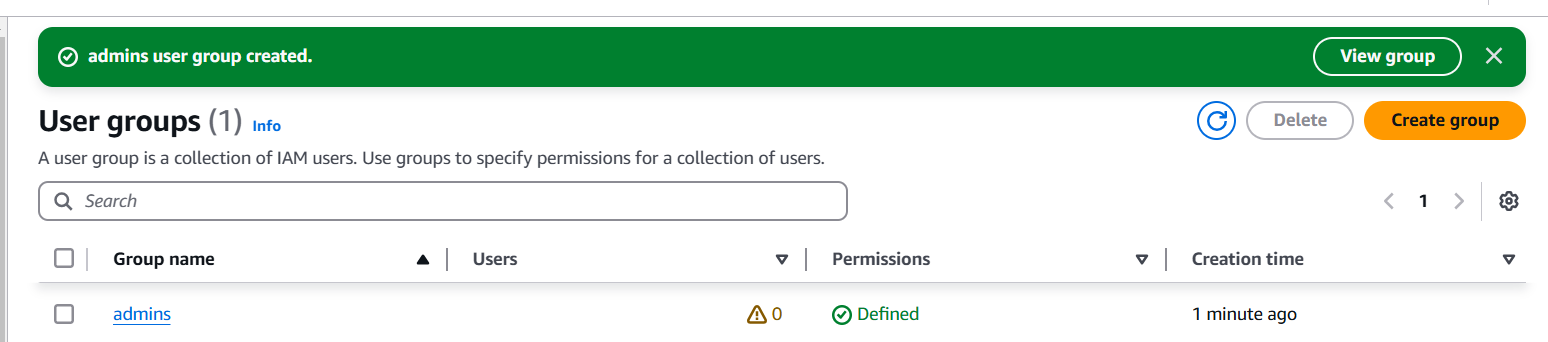 admins user group created.
View group
User groups (1) Info
Delete
Create group
A user group is a collection of IAM users. Use groups to specify permissions for a collection of users.
Search
1
Group name Users Permissions Creation time
admins 0 Defined 1 minute ago